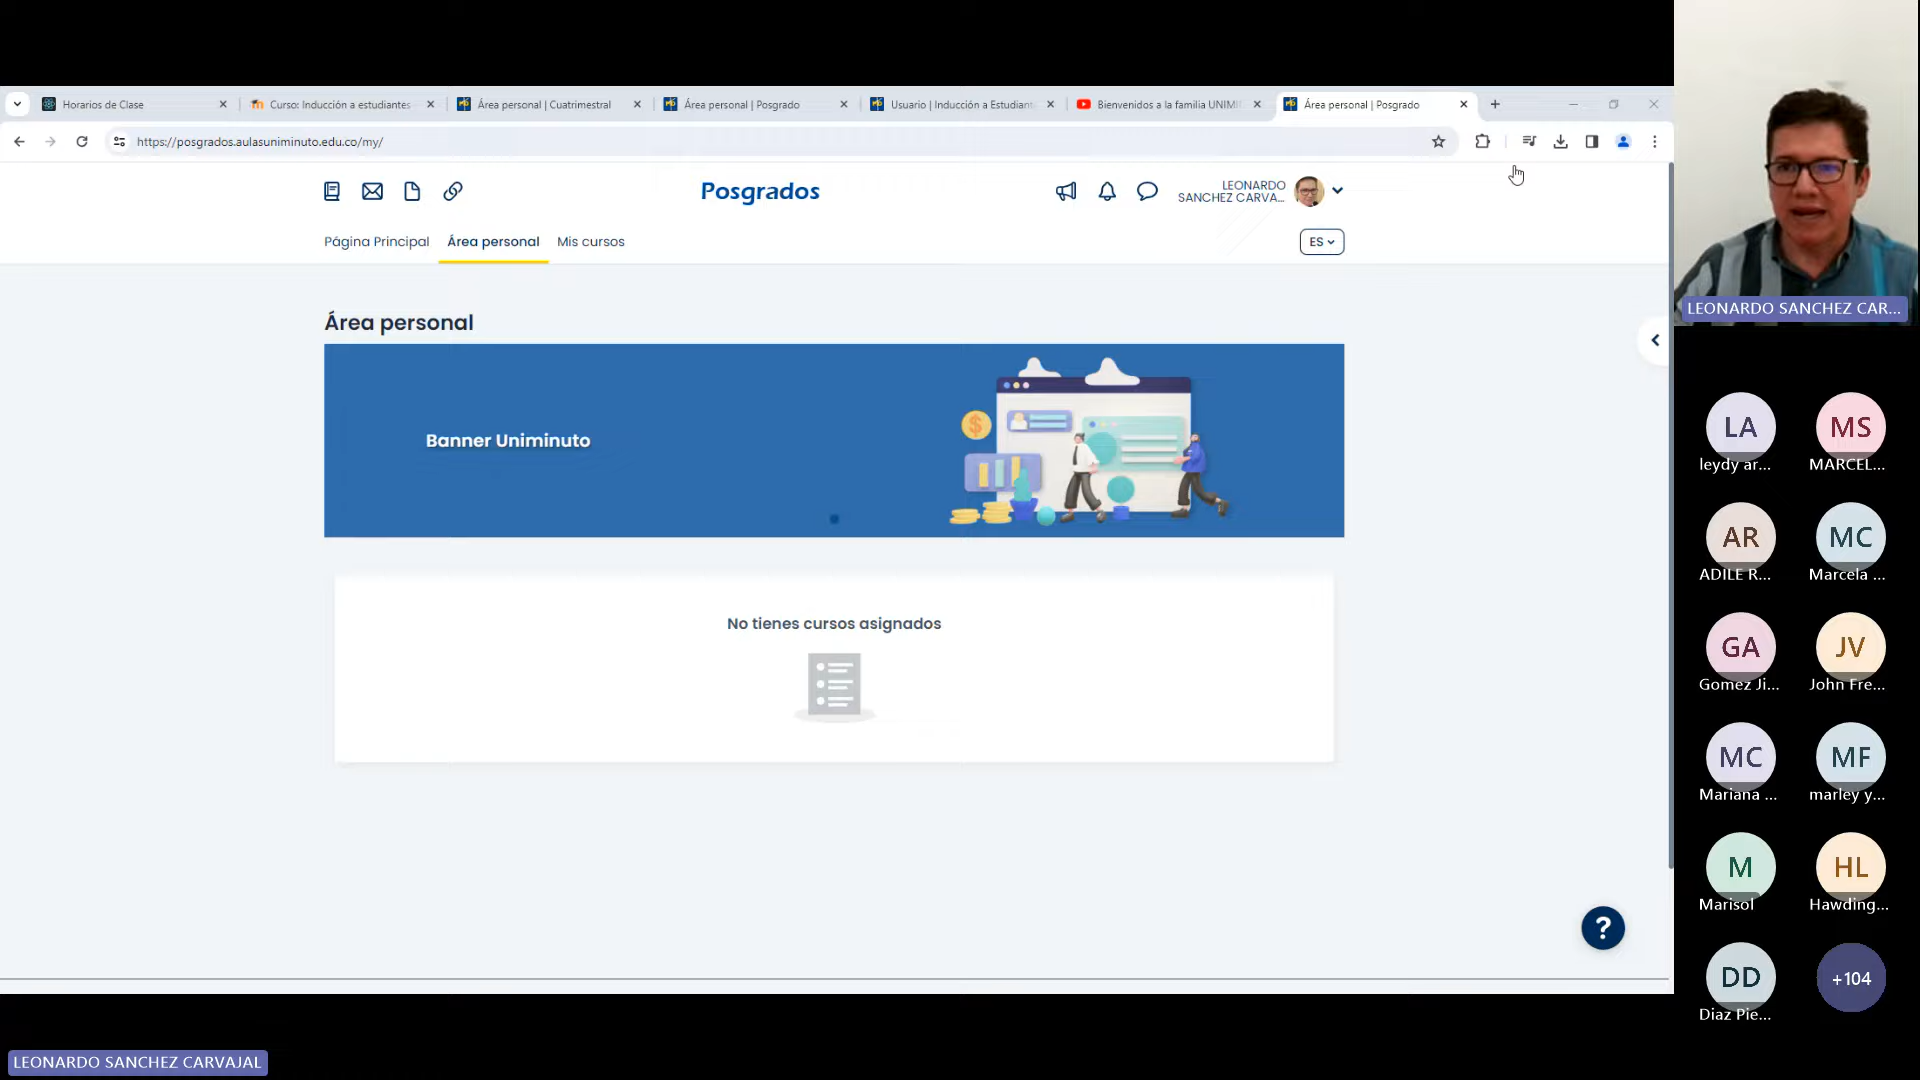 Horarios de Clase
Curso: Inducción a estudiantes
Área personal | Cuatrimestral
Área personal | Posgrado
Usuario | Inducción a Estudian
Bienvenidos a la familia UNIMI
Área personal | Posgrado
https://posgrados.aulasuniminuto.edu.co/my/
Posgrados
LEONARDO
SANCHEZ CARVA...
Página Principal
Área personal
Mis cursos
ES
Área personal
Banner Uniminuto
No tienes cursos asignados
?
LEONARDO SANCHEZ CAR...
LA
leydy ar...
MS
MARCEL...
AR
ADILE R...
MC
Marcela ...
GA
Gomez Ji...
JV
John Fre...
MC
Mariana ...
MF
marley y...
M
Marisol
HL
Hawding...
DD
Diaz Pie...
+104
LEONARDO SANCHEZ CARVAJAL